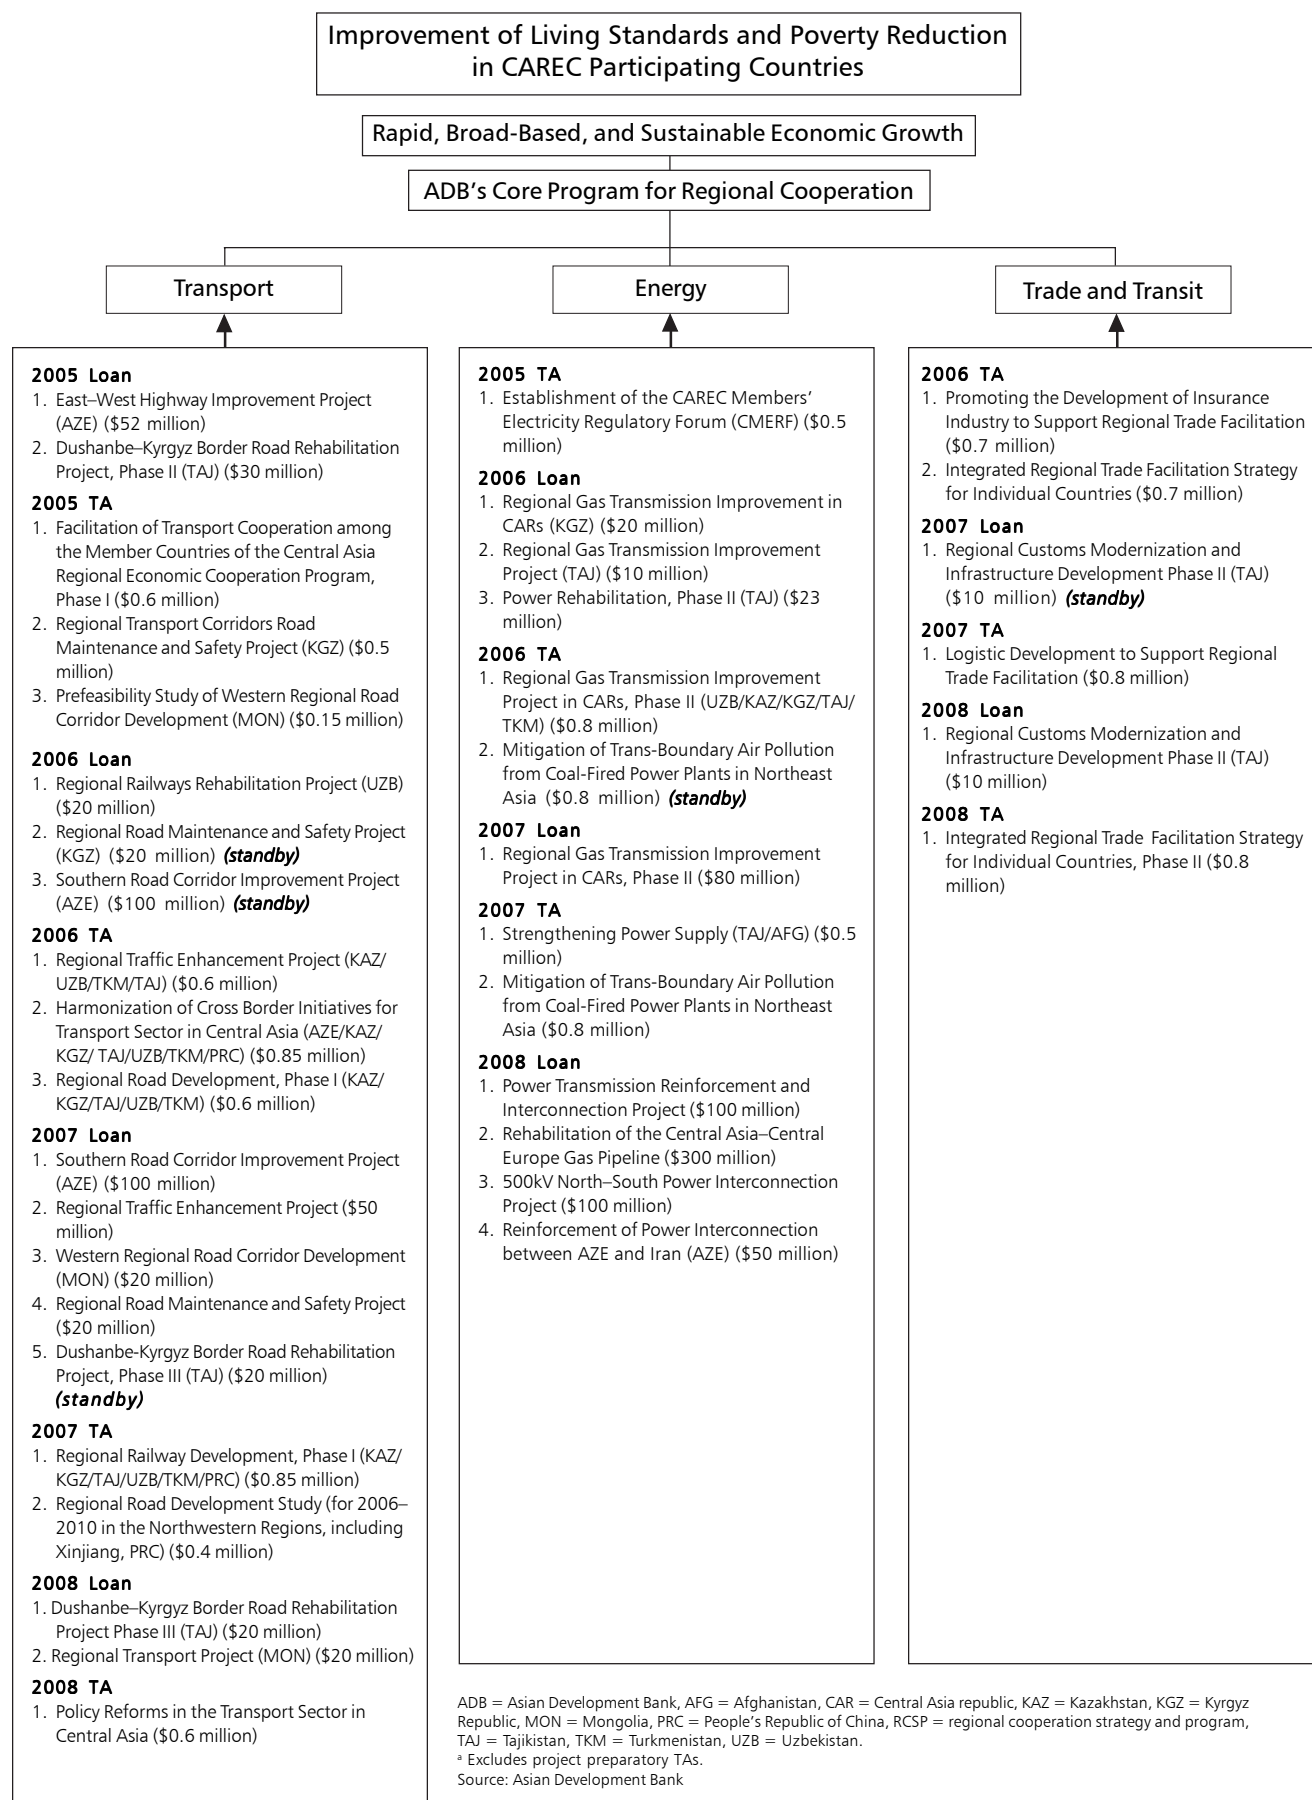 Improvement of Living Standards and Poverty Reduction
in CAREC Participating Countries
Rapid, Broad-Based, and Sustainable Economic Growth
ADB’s Core Program for Regional Cooperation
Transport
Energy
Trade and Transit
2005 Loan
1. East–West Highway Improvement Project
(AZE) ($52 million)
2. Dushanbe–Kyrgyz Border Road Rehabilitation
Project, Phase II (TAJ) ($30 million)
2005 TA
1. Facilitation of Transport Cooperation among
the Member Countries of the Central Asia
Regional Economic Cooperation Program,
Phase I ($0.6 million)
2. Regional Transport Corridors Road
Maintenance and Safety Project (KGZ) ($0.5
million)
3. Prefeasibility Study of Western Regional Road
Corridor Development (MON) ($0.15 million)
2006 Loan
1. Regional Railways Rehabilitation Project (UZB)
($20 million)
2. Regional Road Maintenance and Safety Project
(KGZ) ($20 million) (standby)
3. Southern Road Corridor Improvement Project
(AZE) ($100 million) (standby)
2006 TA
1. Regional Traffic Enhancement Project (KAZ/
UZB/TKM/TAJ) ($0.6 million)
2. Harmonization of Cross Border Initiatives for
Transport Sector in Central Asia (AZE/KAZ/
KGZ/ TAJ/UZB/TKM/PRC) ($0.85 million)
3. Regional Road Development, Phase I (KAZ/
KGZ/TAJ/UZB/TKM) ($0.6 million)
2007 Loan
1. Southern Road Corridor Improvement Project
(AZE) ($100 million)
2. Regional Traffic Enhancement Project ($50
million)
3. Western Regional Road Corridor Development
(MON) ($20 million)
4. Regional Road Maintenance and Safety Project
($20 million)
5. Dushanbe-Kyrgyz Border Road Rehabilitation
Project, Phase III (TAJ) ($20 million)
(standby)
2007 TA
1. Regional Railway Development, Phase I (KAZ/
KGZ/TAJ/UZB/TKM/PRC) ($0.85 million)
2. Regional Road Development Study (for 2006–
2010 in the Northwestern Regions, including
Xinjiang, PRC) ($0.4 million)
2008 Loan
1. Dushanbe–Kyrgyz Border Road Rehabilitation
Project Phase III (TAJ) ($20 million)
2. Regional Transport Project (MON) ($20 million)
2008 TA
1. Policy Reforms in the Transport Sector in
Central Asia ($0.6 million)
2005 TA
1. Establishment of the CAREC Members’
Electricity Regulatory Forum (CMERF) ($0.5
million)
2006 Loan
1. Regional Gas Transmission Improvement in
CARs (KGZ) ($20 million)
2. Regional Gas Transmission Improvement
Project (TAJ) ($10 million)
3. Power Rehabilitation, Phase II (TAJ) ($23
million)
2006 TA
1. Regional Gas Transmission Improvement
Project in CARs, Phase II (UZB/KAZ/KGZ/TAJ/
TKM) ($0.8 million)
2. Mitigation of Trans-Boundary Air Pollution
from Coal-Fired Power Plants in Northeast
Asia ($0.8 million) (standby)
2007 Loan
1. Regional Gas Transmission Improvement
Project in CARs, Phase II ($80 million)
2007 TA
1. Strengthening Power Supply (TAJ/AFG) ($0.5
million)
2. Mitigation of Trans-Boundary Air Pollution
from Coal-Fired Power Plants in Northeast
Asia ($0.8 million)
2008 Loan
1. Power Transmission Reinforcement and
Interconnection Project ($100 million)
2. Rehabilitation of the Central Asia–Central
Europe Gas Pipeline ($300 million)
3. 500kV North–South Power Interconnection
Project ($100 million)
4. Reinforcement of Power Interconnection
between AZE and Iran (AZE) ($50 million)
2006 TA
1. Promoting the Development of Insurance
Industry to Support Regional Trade Facilitation
($0.7 million)
2. Integrated Regional Trade Facilitation Strategy
for Individual Countries ($0.7 million)
2007 Loan
1. Regional Customs Modernization and
Infrastructure Development Phase II (TAJ)
($10 million) (standby)
2007 TA
1. Logistic Development to Support Regional
Trade Facilitation ($0.8 million)
2008 Loan
1. Regional Customs Modernization and
Infrastructure Development Phase II (TAJ)
($10 million)
2008 TA
1. Integrated Regional Trade Facilitation Strategy
for Individual Countries, Phase II ($0.8
million)
ADB = Asian Development Bank, AFG = Afghanistan, CAR = Central Asia republic, KAZ = Kazakhstan, KGZ = Kyrgyz
Republic, MON = Mongolia, PRC = People’s Republic of China, RCSP = regional cooperation strategy and program,
TAJ = Tajikistan, TKM = Turkmenistan, UZB = Uzbekistan.
ᵃ Excludes project preparatory TAs.
Source: Asian Development Bank